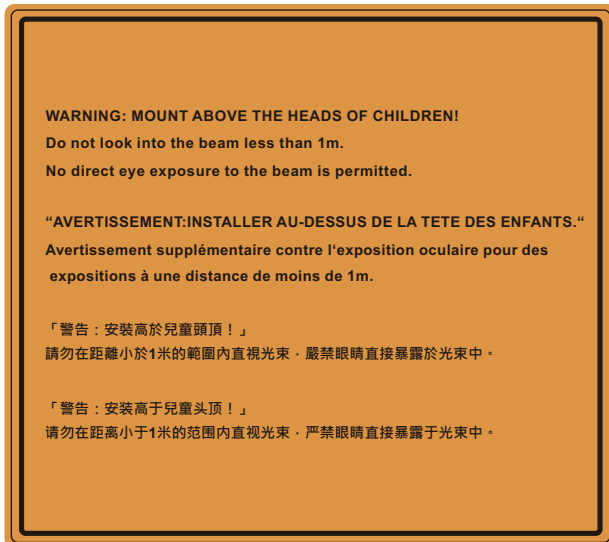 WARNING: MOUNT ABOVE THE HEADS OF CHILDREN!
Do not look into the beam less than 1m.
No direct eye exposure to the beam is permitted.
“AVERTISSEMENT:INSTALLER AU-DESSUS DE LA TETE DES ENFANTS.“
Avertissement supplémentaire contre l‘exposition oculaire pour des
expositions à une distance de moins de 1m.
「警告：安裝高於兒童頭頂！」
請勿在距離小於1米的範圍內直視光束，嚴禁眼睛直接暴露於光束中。
「警告：安装高于兒童头顶！」
请勿在距离小于1米的范围内直视光束，严禁眼睛直接暴露于光束中。